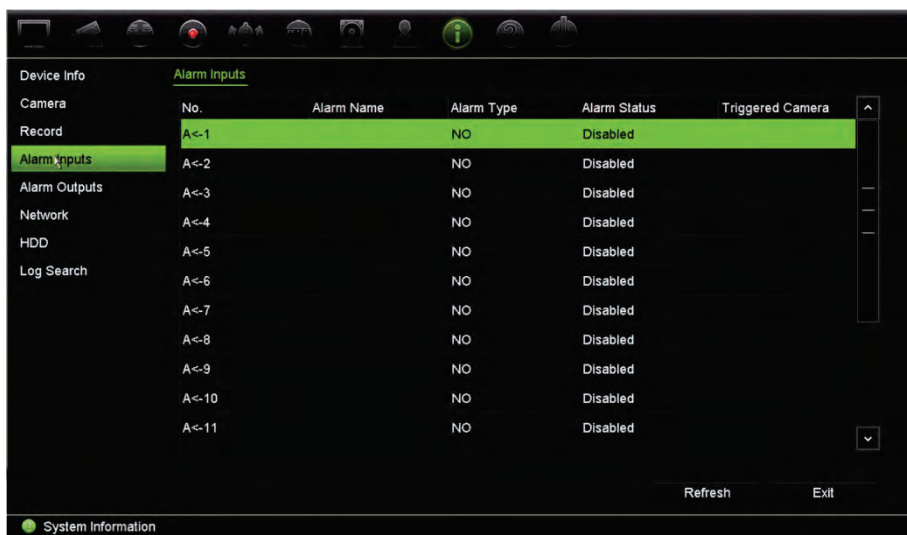 Device Info
Camera
Record
Alarm Inputs
Alarm Outputs
Network
HDD
Log Search
Alarm Inputs
No. Alarm Name Alarm Type Alarm Status Triggered Camera
A<-1 NO Disabled
A<-2 NO Disabled
A<-3 NO Disabled
A<-4 NO Disabled
A<-5 NO Disabled
A<-6 NO Disabled
A<-7 NO Disabled
A<-8 NO Disabled
A<-9 NO Disabled
A<-10 NO Disabled
A<-11 NO Disabled
Refresh Exit
System Information